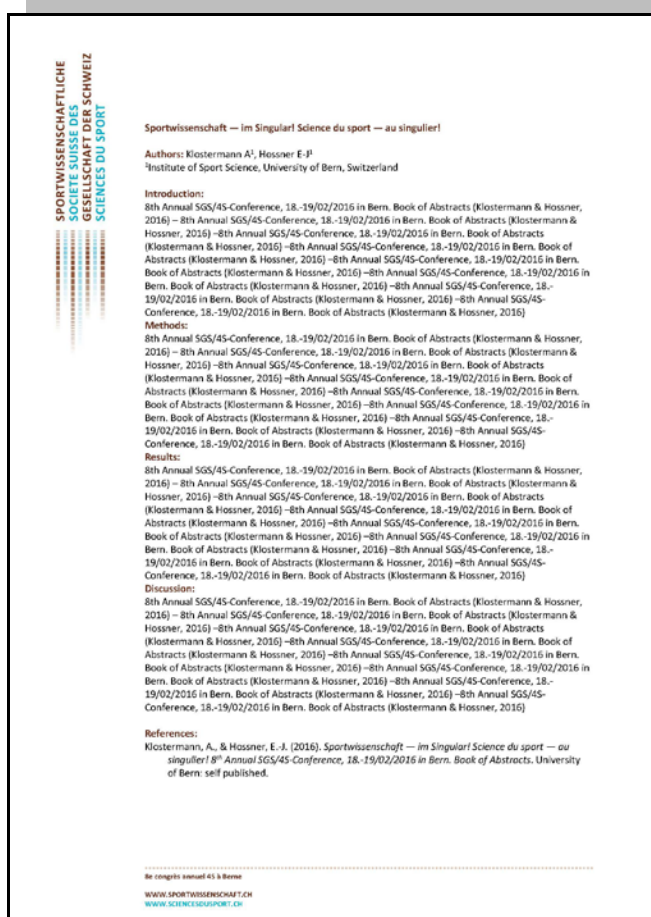 SPORTWISSENSCHAFTLICHE
SOCIETE SUISSE DES
GESELLSCHAFT DER SCHWEIZ
SCIENCES DU SPORT
Sportwissenschaft — im Singular! Science du sport — au singulier!
Authors: Klostermann A¹, Hossner E-J¹
¹Institute of Sport Science, University of Bern, Switzerland
Introduction:
8th Annual SGS/4S-Conference, 18.-19/02/2016 in Bern. Book of Abstracts (Klostermann & Hossner,
2016) – 8th Annual SGS/4S-Conference, 18.-19/02/2016 in Bern. Book of Abstracts (Klostermann &
Hossner, 2016) –8th Annual SGS/4S-Conference, 18.-19/02/2016 in Bern. Book of Abstracts
(Klostermann & Hossner, 2016) –8th Annual SGS/4S-Conference, 18.-19/02/2016 in Bern. Book of
Abstracts (Klostermann & Hossner, 2016) –8th Annual SGS/4S-Conference, 18.-19/02/2016 in Bern.
Book of Abstracts (Klostermann & Hossner, 2016) –8th Annual SGS/4S-Conference, 18.-19/02/2016 in
Bern. Book of Abstracts (Klostermann & Hossner, 2016) –8th Annual SGS/4S-Conference, 18.-
19/02/2016 in Bern. Book of Abstracts (Klostermann & Hossner, 2016) –8th Annual SGS/4S-
Conference, 18.-19/02/2016 in Bern. Book of Abstracts (Klostermann & Hossner, 2016)
Methods:
8th Annual SGS/4S-Conference, 18.-19/02/2016 in Bern. Book of Abstracts (Klostermann & Hossner,
2016) – 8th Annual SGS/4S-Conference, 18.-19/02/2016 in Bern. Book of Abstracts (Klostermann &
Hossner, 2016) –8th Annual SGS/4S-Conference, 18.-19/02/2016 in Bern. Book of Abstracts
(Klostermann & Hossner, 2016) –8th Annual SGS/4S-Conference, 18.-19/02/2016 in Bern. Book of
Abstracts (Klostermann & Hossner, 2016) –8th Annual SGS/4S-Conference, 18.-19/02/2016 in Bern.
Book of Abstracts (Klostermann & Hossner, 2016) –8th Annual SGS/4S-Conference, 18.-19/02/2016 in
Bern. Book of Abstracts (Klostermann & Hossner, 2016) –8th Annual SGS/4S-Conference, 18.-
19/02/2016 in Bern. Book of Abstracts (Klostermann & Hossner, 2016) –8th Annual SGS/4S-
Conference, 18.-19/02/2016 in Bern. Book of Abstracts (Klostermann & Hossner, 2016)
Results:
8th Annual SGS/4S-Conference, 18.-19/02/2016 in Bern. Book of Abstracts (Klostermann & Hossner,
2016) – 8th Annual SGS/4S-Conference, 18.-19/02/2016 in Bern. Book of Abstracts (Klostermann &
Hossner, 2016) –8th Annual SGS/4S-Conference, 18.-19/02/2016 in Bern. Book of Abstracts
(Klostermann & Hossner, 2016) –8th Annual SGS/4S-Conference, 18.-19/02/2016 in Bern. Book of
Abstracts (Klostermann & Hossner, 2016) –8th Annual SGS/4S-Conference, 18.-19/02/2016 in Bern.
Book of Abstracts (Klostermann & Hossner, 2016) –8th Annual SGS/4S-Conference, 18.-19/02/2016 in
Bern. Book of Abstracts (Klostermann & Hossner, 2016) –8th Annual SGS/4S-Conference, 18.-
19/02/2016 in Bern. Book of Abstracts (Klostermann & Hossner, 2016) –8th Annual SGS/4S-
Conference, 18.-19/02/2016 in Bern. Book of Abstracts (Klostermann & Hossner, 2016)
Discussion:
8th Annual SGS/4S-Conference, 18.-19/02/2016 in Bern. Book of Abstracts (Klostermann & Hossner,
2016) – 8th Annual SGS/4S-Conference, 18.-19/02/2016 in Bern. Book of Abstracts (Klostermann &
Hossner, 2016) –8th Annual SGS/4S-Conference, 18.-19/02/2016 in Bern. Book of Abstracts
(Klostermann & Hossner, 2016) –8th Annual SGS/4S-Conference, 18.-19/02/2016 in Bern. Book of
Abstracts (Klostermann & Hossner, 2016) –8th Annual SGS/4S-Conference, 18.-19/02/2016 in Bern.
Book of Abstracts (Klostermann & Hossner, 2016) –8th Annual SGS/4S-Conference, 18.-19/02/2016 in
Bern. Book of Abstracts (Klostermann & Hossner, 2016) –8th Annual SGS/4S-Conference, 18.-
19/02/2016 in Bern. Book of Abstracts (Klostermann & Hossner, 2016) –8th Annual SGS/4S-
Conference, 18.-19/02/2016 in Bern. Book of Abstracts (Klostermann & Hossner, 2016)
References:
Klostermann, A., & Hossner, E.-J. (2016). Sportwissenschaft — im Singular! Science du sport — au
singulier! 8th Annual SGS/4S-Conference, 18.-19/02/2016 in Bern. Book of Abstracts. University
of Bern: self published.
8e congrès annuel 4S à Berne
WWW.SPORTWISSENSCHAFT.CH
WWW.SCIENCESDUSPORT.CH